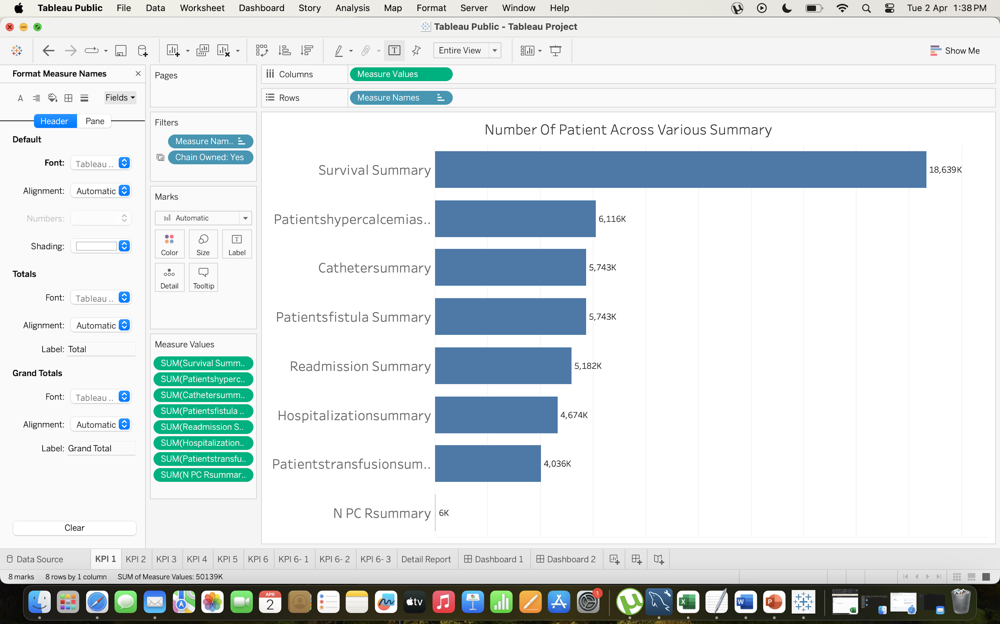 Tableau Public File Data Worksheet Dashboard Story Analysis Map Format Server Window Help Tue 2 Apr 1:38 PM
Tableau Public - Tableau Project
Entire View Show Me
Format Measure Names
Fields
Header Pane
Default
Font: Tableau ..
Alignment: Automatic
Numbers:
Shading:
Totals
Font: Tableau ..
Alignment: Automatic
Label: Total
Grand Totals
Font: Tableau ..
Alignment: Automatic
Label: Grand Total
Clear
Pages
Filters
Measure Nam..
Chain Owned: Yes
Marks
Automatic
Color Size Label
Detail Tooltip
Measure Values
SUM(Survival Summ..
SUM(Patientshyperc..
SUM(Cathetersumm..
SUM(Patientsfistula ..
SUM(Readmission S..
SUM(Hospitalization..
SUM(Patientstransfu..
SUM(N PC Rsummar..
Columns Measure Values
Rows Measure Names
Number Of Patient Across Various Summary
Survival Summary 18,639K
Patientshypercalcemias.. 6,116K
Cathetersummary 5,743K
Patientsfistula Summary 5,743K
Readmission Summary 5,182K
Hospitalizationsummary 4,674K
Patientstransfusionsum.. 4,036K
N PC Rsummary 6K
Data Source KPI 1 KPI 2 KPI 3 KPI 4 KPI 5 KPI 6 KPI 6- 1 KPI 6- 2 KPI 6- 3 Detail Report Dashboard 1 Dashboard 2
8 marks 8 rows by 1 column SUM of Measure Values: 50139K
APR
2
tv
1